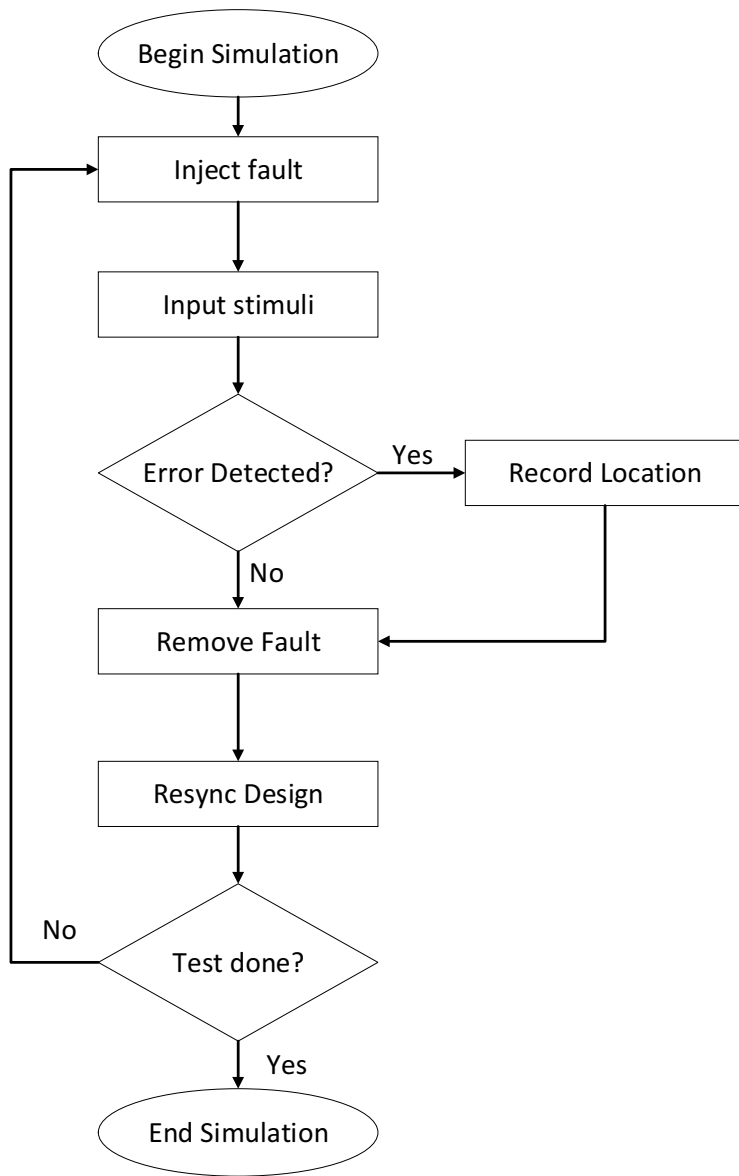 Begin Simulation
Inject fault
Input stimuli
Error Detected?
Yes
Record Location
No
Remove Fault
Resync Design
No
Test done?
Yes
End Simulation